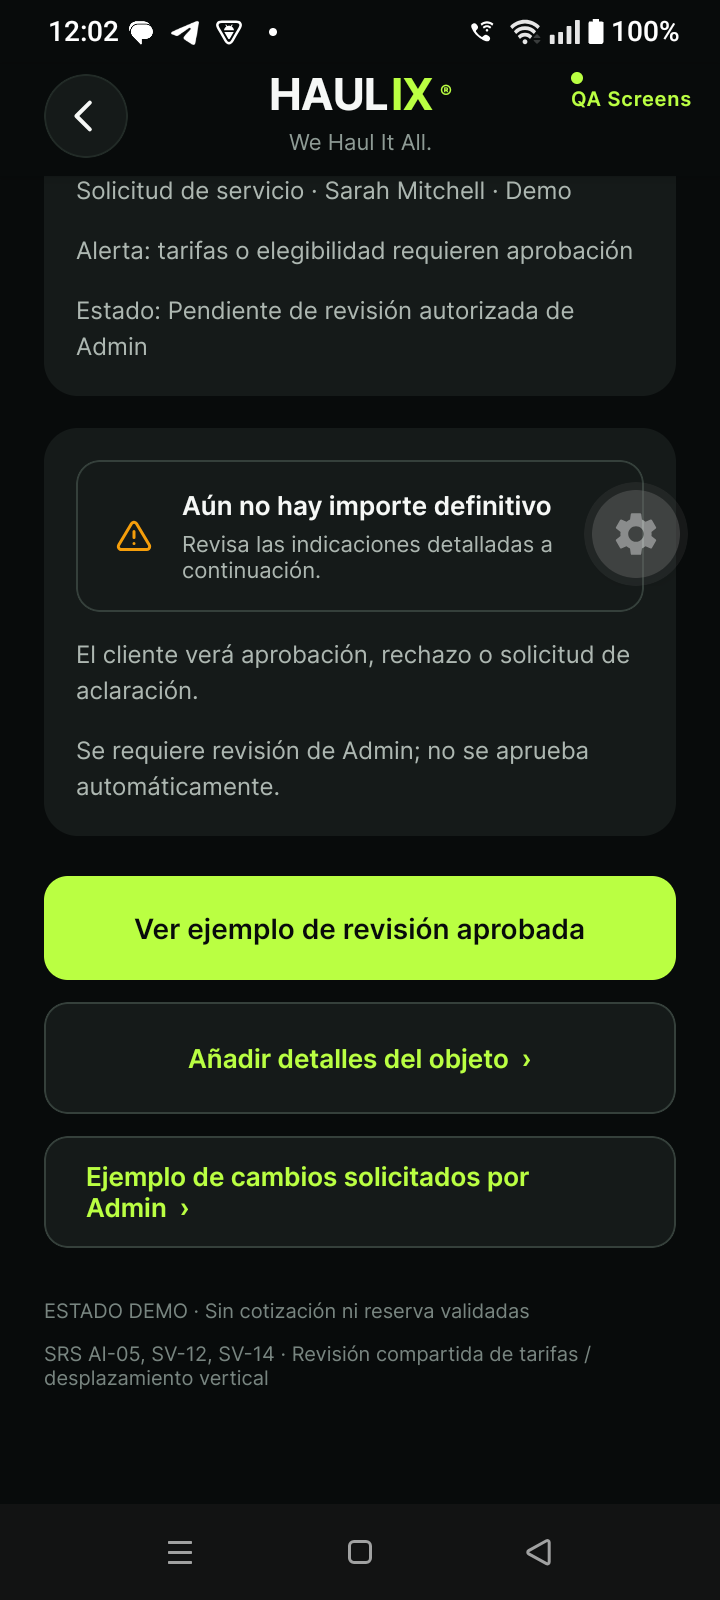 12:02
100%
HAULIX ®
QA Screens
We Haul It All.
Solicitud de servicio · Sarah Mitchell · Demo
Alerta: tarifas o elegibilidad requieren aprobación
Estado: Pendiente de revisión autorizada de
Admin
Aún no hay importe definitivo
Revisa las indicaciones detalladas a
continuación.
El cliente verá aprobación, rechazo o solicitud de
aclaración.
Se requiere revisión de Admin; no se aprueba
automáticamente.
Ver ejemplo de revisión aprobada
Añadir detalles del objeto ›
Ejemplo de cambios solicitados por
Admin ›
ESTADO DEMO · Sin cotización ni reserva validadas
SRS AI-05, SV-12, SV-14 · Revisión compartida de tarifas /
desplazamiento vertical